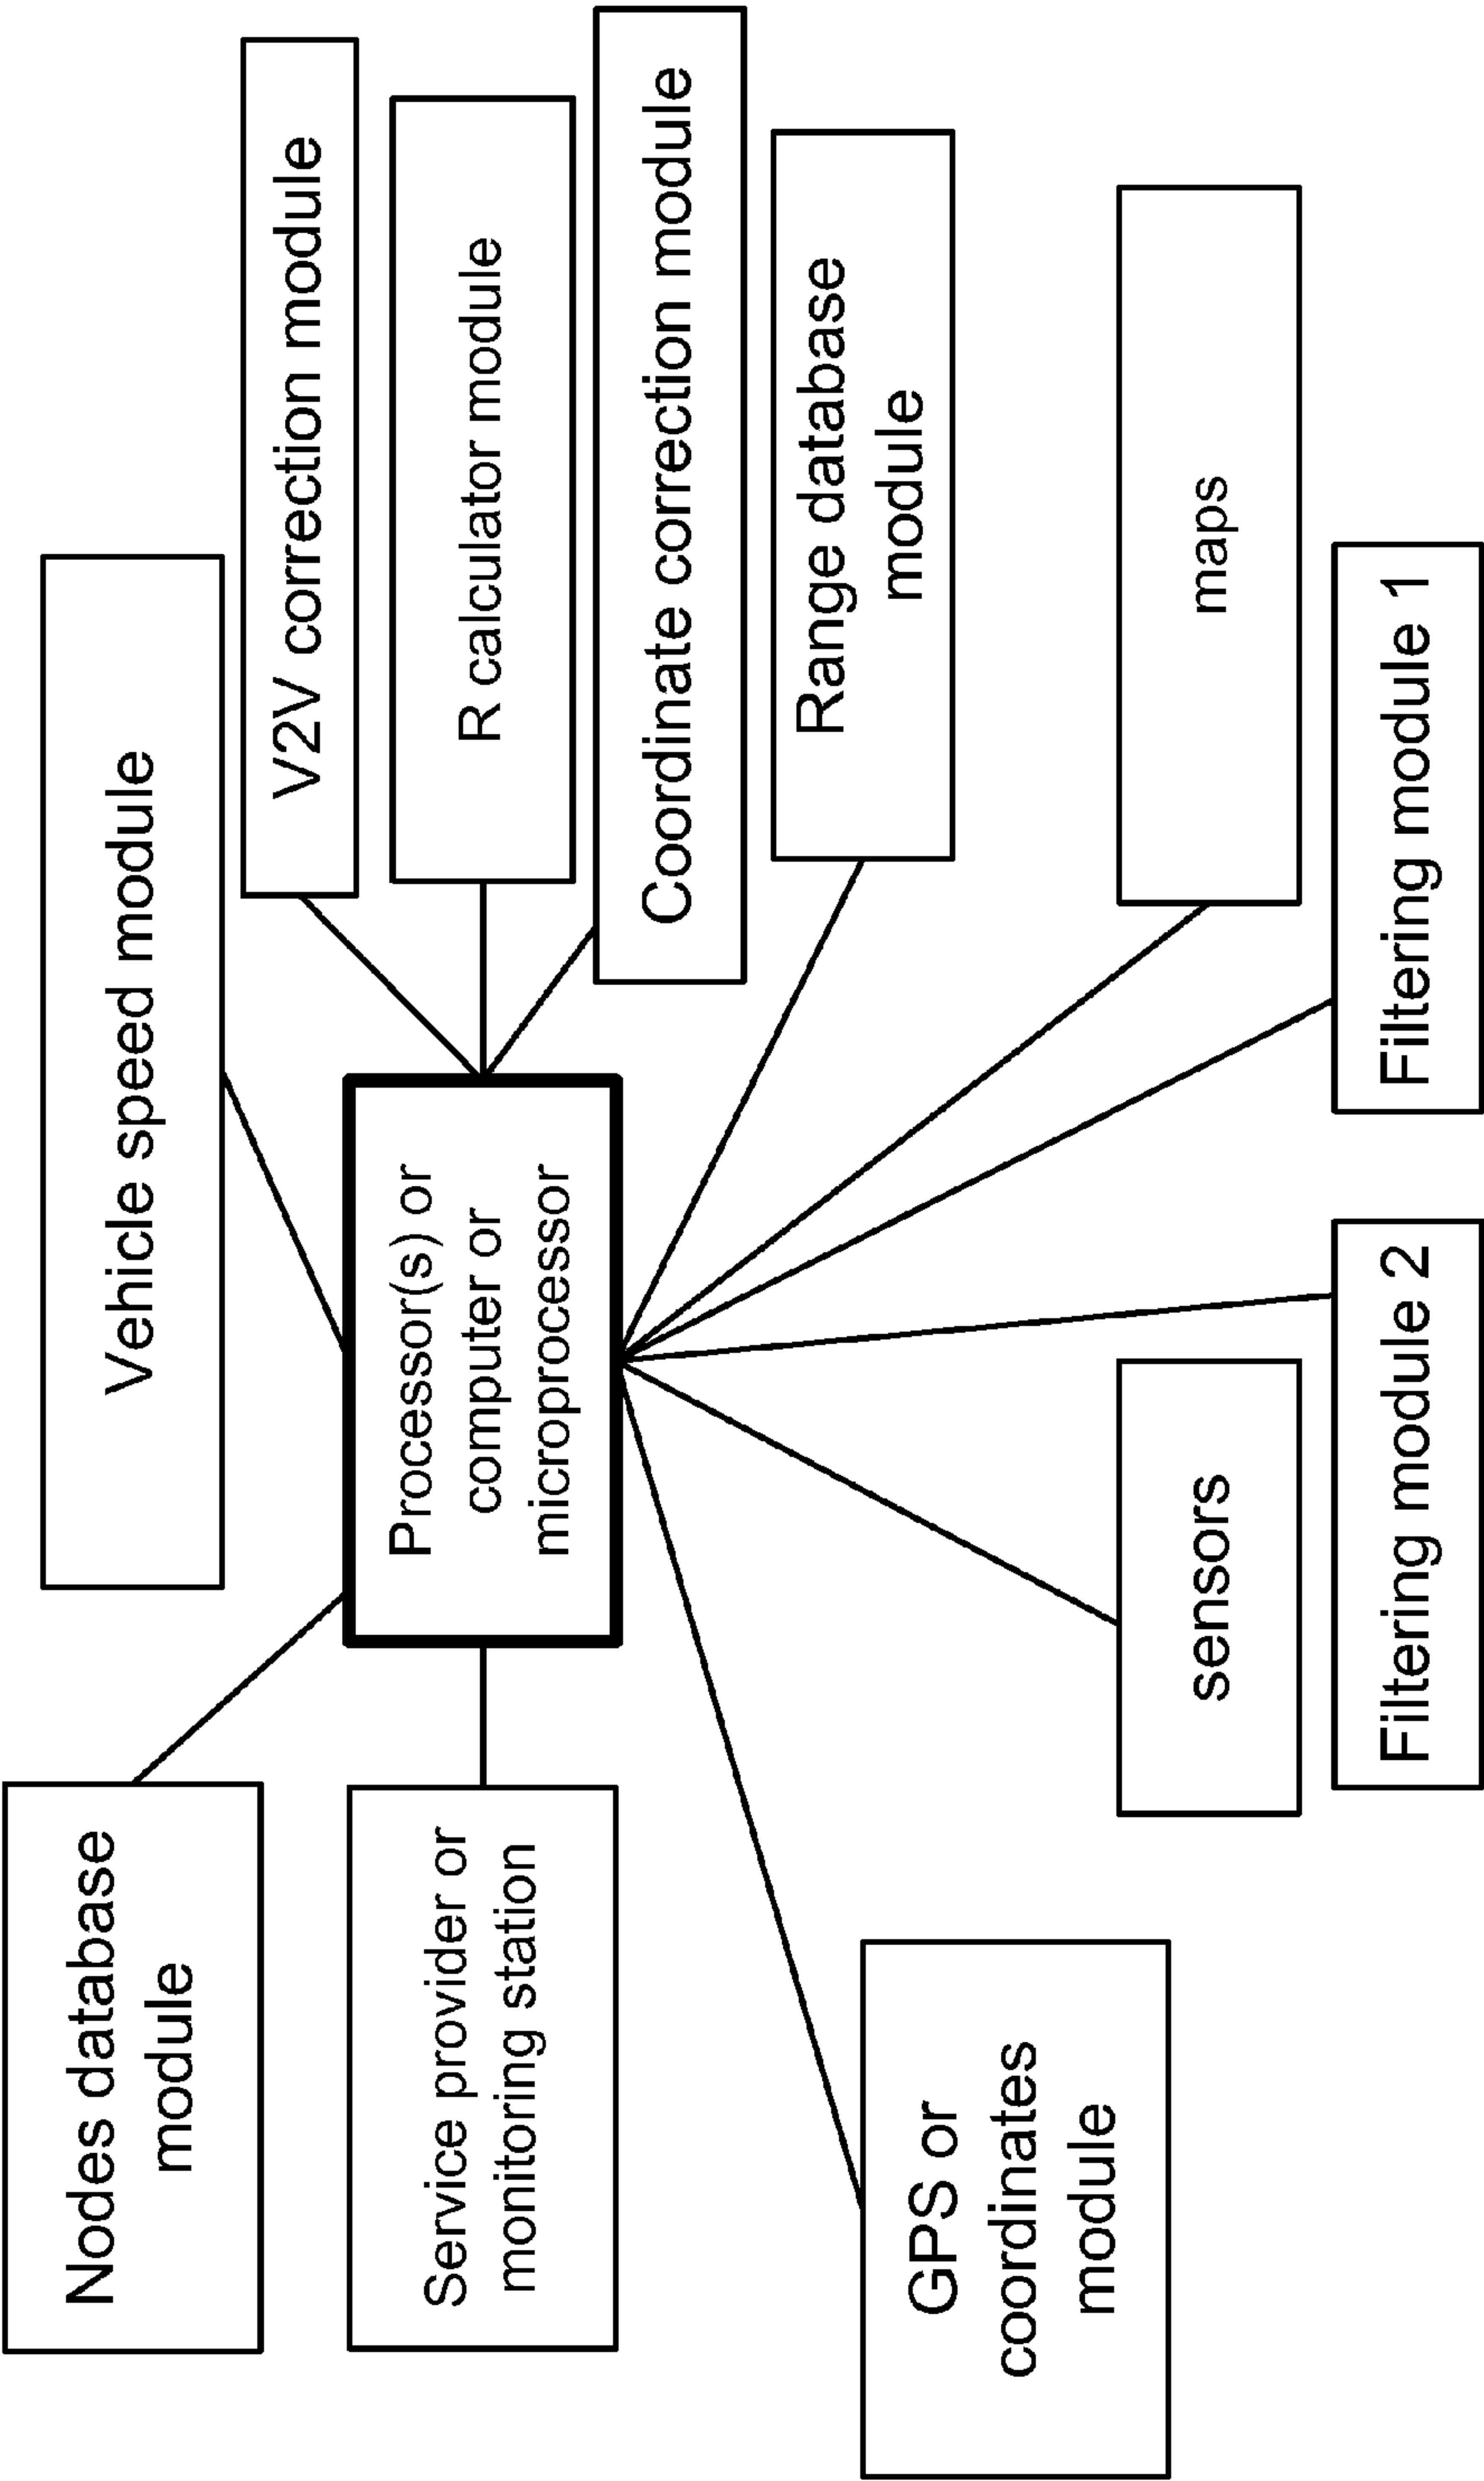 Nodes database
module
Vehicle speed module
V2V correction module
Service provider or
monitoring station
Processor(s) or
computer or
microprocessor
R calculator module
Coordinate correction module
Range database
module
GPS or
coordinates
module
sensors
maps
Filtering module 2
Filtering module 1